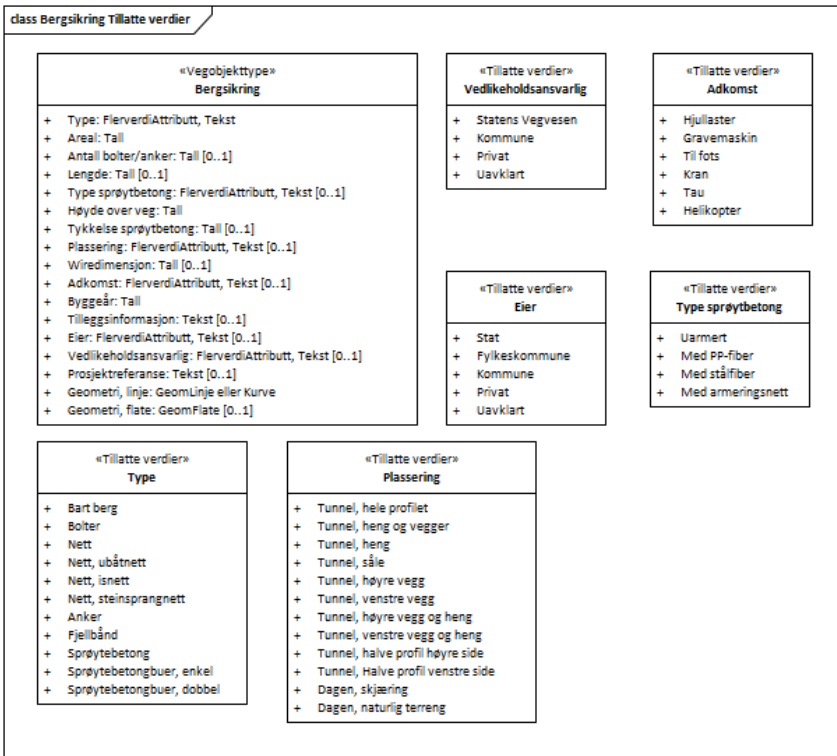 class Bergsikring Tillatte verdier
«Vegobjekttype»
Bergsikring
+ Type: FlerverdiAttributt, Tekst
+ Areal: Tall
+ Antall bolter/anker: Tall [0..1]
+ Lengde: Tall [0..1]
+ Type sprøytbetong: FlerverdiAttributt, Tekst [0..1]
+ Høyde over veg: Tall
+ Tykkelse sprøytbetong: Tall [0..1]
+ Plassering: FlerverdiAttributt, Tekst [0..1]
+ Wiredimensjon: Tall [0..1]
+ Adkomst: FlerverdiAttributt, Tekst [0..1]
+ Byggeår: Tall
+ Tilleggsinformasjon: Tekst [0..1]
+ Eier: FlerverdiAttributt, Tekst [0..1]
+ Vedlikeholdsansvarlig: FlerverdiAttributt, Tekst [0..1]
+ Prosjektreferanse: Tekst [0..1]
+ Geometri, linje: GeomLinje eller Kurve
+ Geometri, flate: GeomFlate [0..1]
«Tillatte verdier»
Vedlikeholdsansvarlig
+ Statens Vegvesen
+ Kommune
+ Privat
+ Uavklart
«Tillatte verdier»
Adkomst
+ Hjullaster
+ Gravemaskin
+ Til fots
+ Kran
+ Tau
+ Helikopter
«Tillatte verdier»
Eier
+ Stat
+ Fylkeskommune
+ Kommune
+ Privat
+ Uavklart
«Tillatte verdier»
Type sprøytbetong
+ Uarmert
+ Med PP-fiber
+ Med stålfiber
+ Med armeringsnett
«Tillatte verdier»
Type
+ Bart berg
+ Bolter
+ Nett
+ Nett, ubåtnett
+ Nett, isnett
+ Nett, steinsprangnett
+ Anker
+ Fjellbånd
+ Sprøytebetong
+ Sprøytebetongbuer, enkel
+ Sprøytebetongbuer, dobbel
«Tillatte verdier»
Plassering
+ Tunnel, hele profilet
+ Tunnel, heng og vegger
+ Tunnel, heng
+ Tunnel, såle
+ Tunnel, høyre vegg
+ Tunnel, venstre vegg
+ Tunnel, høyre vegg og heng
+ Tunnel, venstre vegg og heng
+ Tunnel, halve profil høyre side
+ Tunnel, Halve profil venstre side
+ Dagen, skjæring
+ Dagen, naturlig terreng